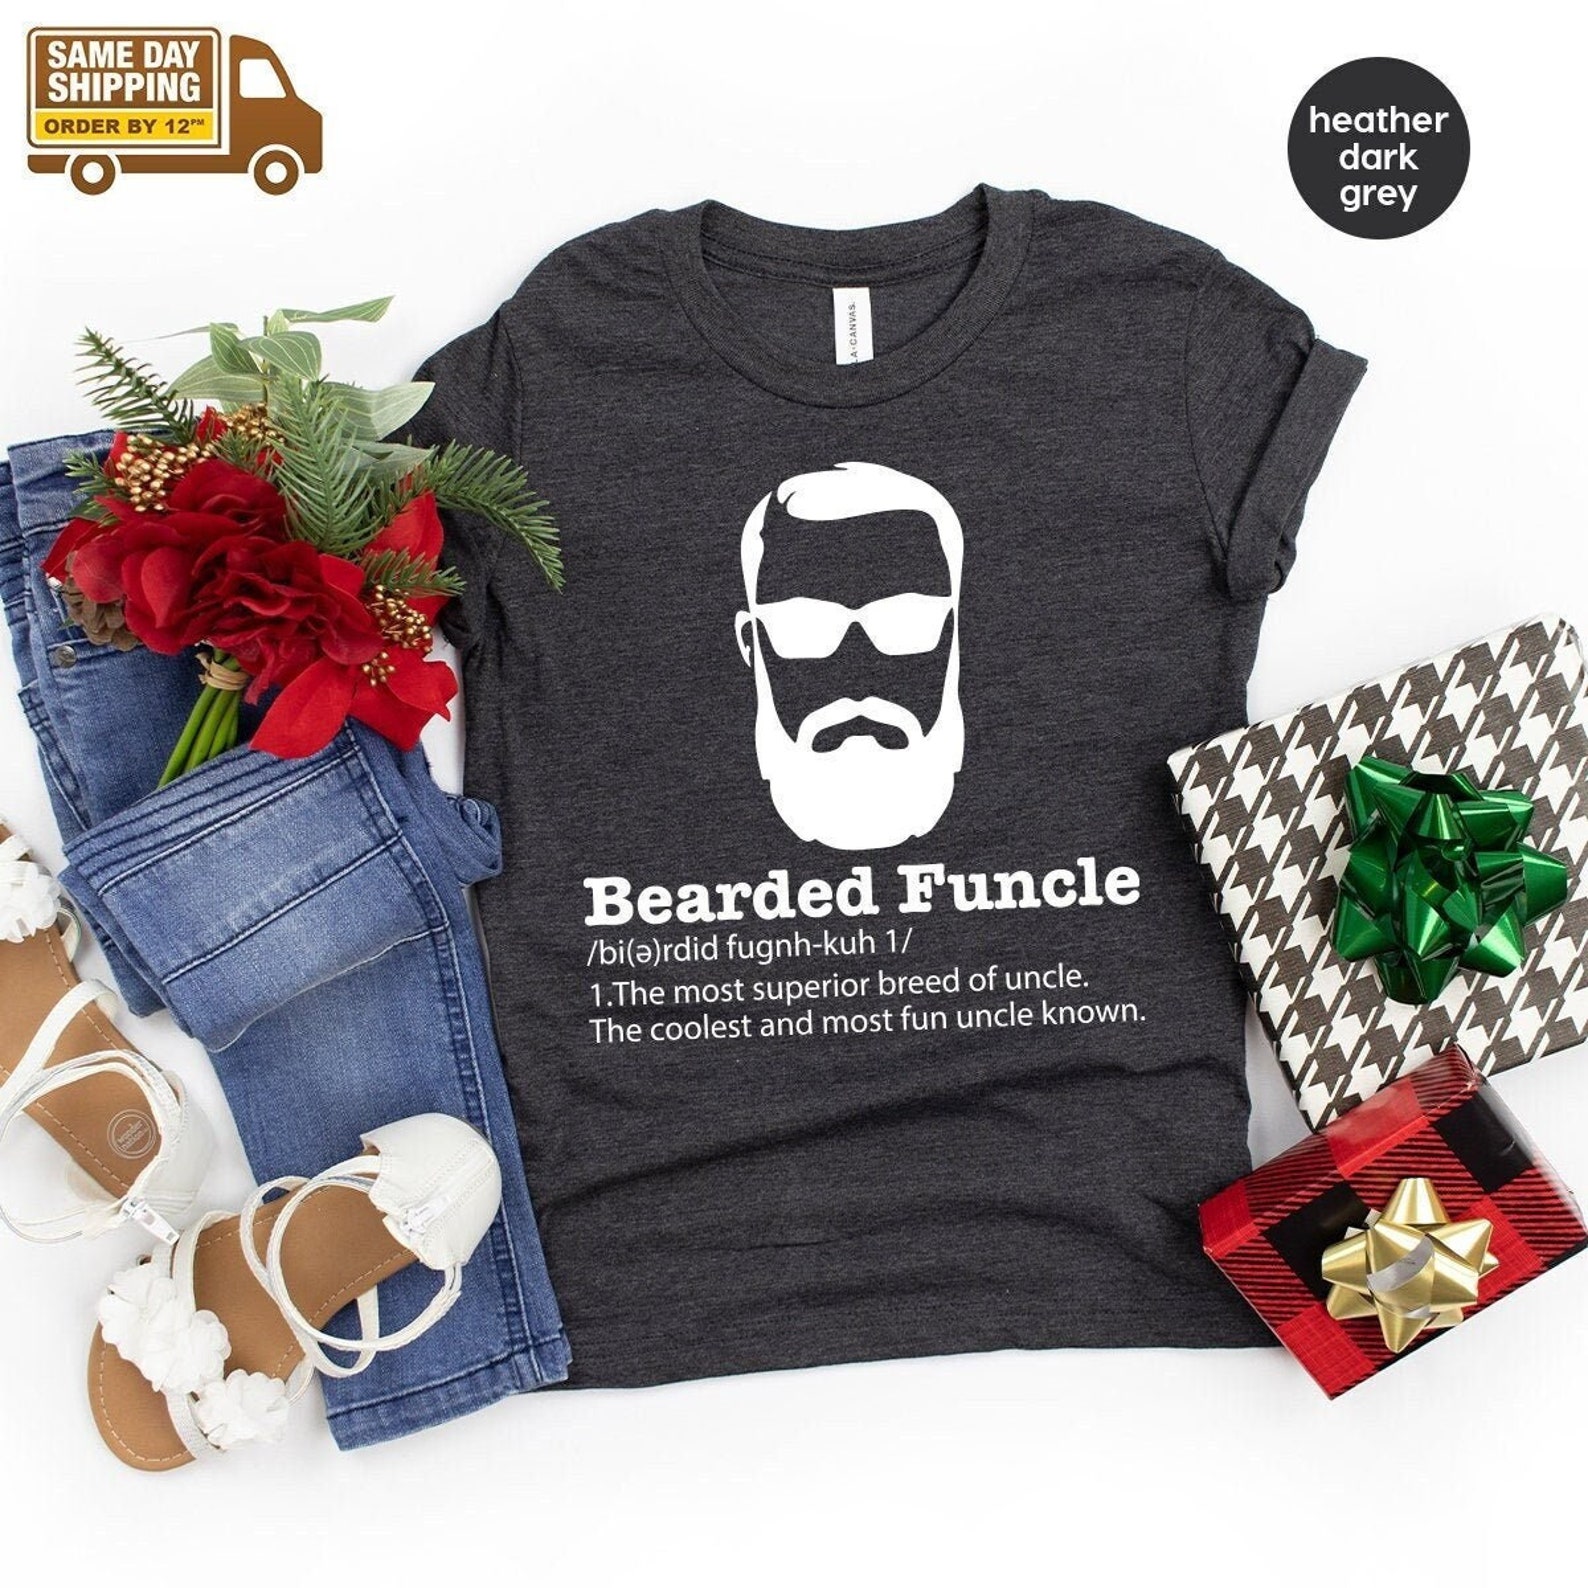 SAME DAY
SHIPPING
ORDER BY 12PM
heather
dark
grey
CANVAS.
Bearded Funcle
/bi(ə)rdid fugnh-kuh 1/
1.The most superior breed of uncle.
The coolest and most fun uncle known.